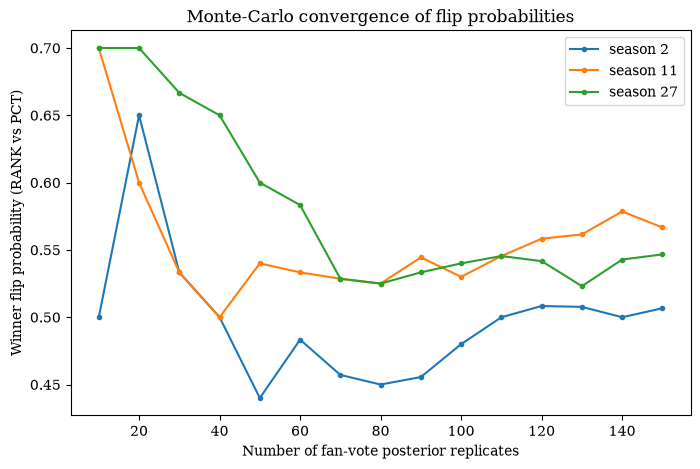 Monte-Carlo convergence of flip probabilities
season 2
season 11
season 27
Winner flip probability (RANK vs PCT)
0.70
0.65
0.60
0.55
0.50
0.45
20 40 60 80 100 120 140
Number of fan-vote posterior replicates